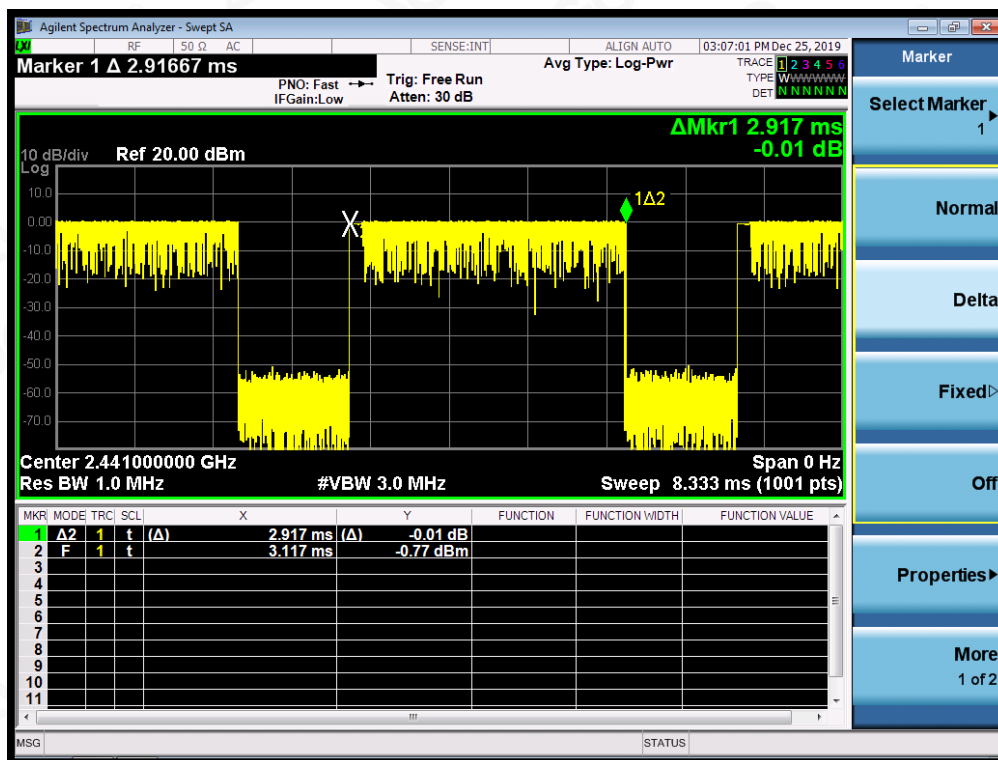 Agilent Spectrum Analyzer - Swept SA
LXI RF 50 Ω AC SENSE:INT ALIGN AUTO 03:07:01 PM Dec 25, 2019
Marker 1 Δ 2.91667 ms
PNO: Fast
IFGain:Low
Trig: Free Run
Atten: 30 dB
Avg Type: Log-Pwr
TRACE 1 2 3 4 5 6
TYPE WWWWWWW
DET N N N N N N
ΔMkr1 2.917 ms
-0.01 dB
10 dB/div Ref 20.00 dBm
Log
10.0
0.00
-10.0
-20.0
-30.0
-40.0
-50.0
-60.0
-70.0
X2
1Δ2
Center 2.441000000 GHz Span 0 Hz
Res BW 1.0 MHz #VBW 3.0 MHz Sweep 8.333 ms (1001 pts)
MKR MODE TRC SCL X Y FUNCTION FUNCTION WIDTH FUNCTION VALUE
1 Δ2 1 t (Δ) 2.917 ms (Δ) -0.01 dB
2 F 1 t 3.117 ms -0.77 dBm
3
4
5
6
7
8
9
10
11
MSG STATUS
Marker
Select Marker
1
Normal
Delta
Fixed
Off
Properties
More
1 of 2